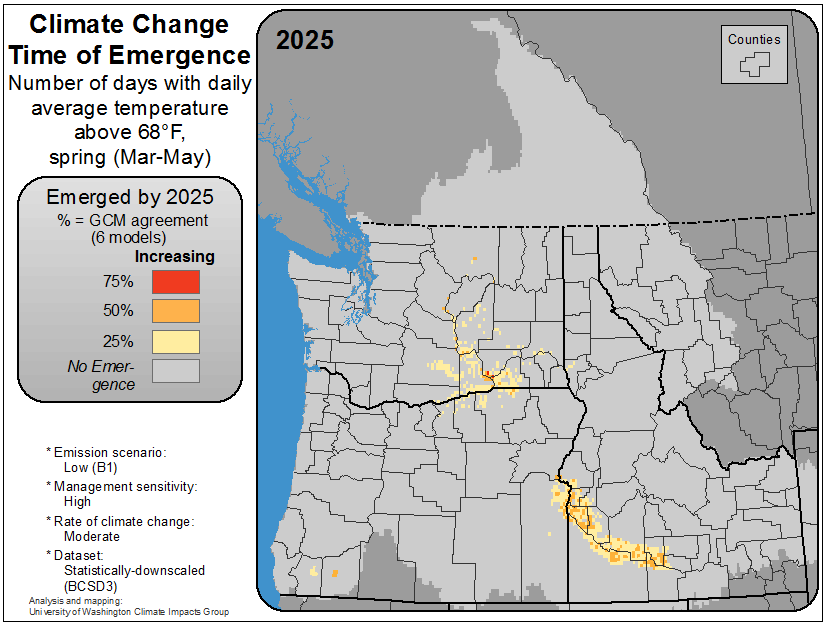 Climate Change
Time of Emergence
Number of days with daily
average temperature
above 68°F,
spring (Mar-May)
Emerged by 2025
% = GCM agreement
(6 models)
Increasing
75%
50%
25%
No Emer-
gence
* Emission scenario:
Low (B1)
* Management sensitivity:
High
* Rate of climate change:
Moderate
* Dataset:
Statistically-downscaled
(BCSD3)
Analysis and mapping:
University of Washington Climate Impacts Group
2025
Counties